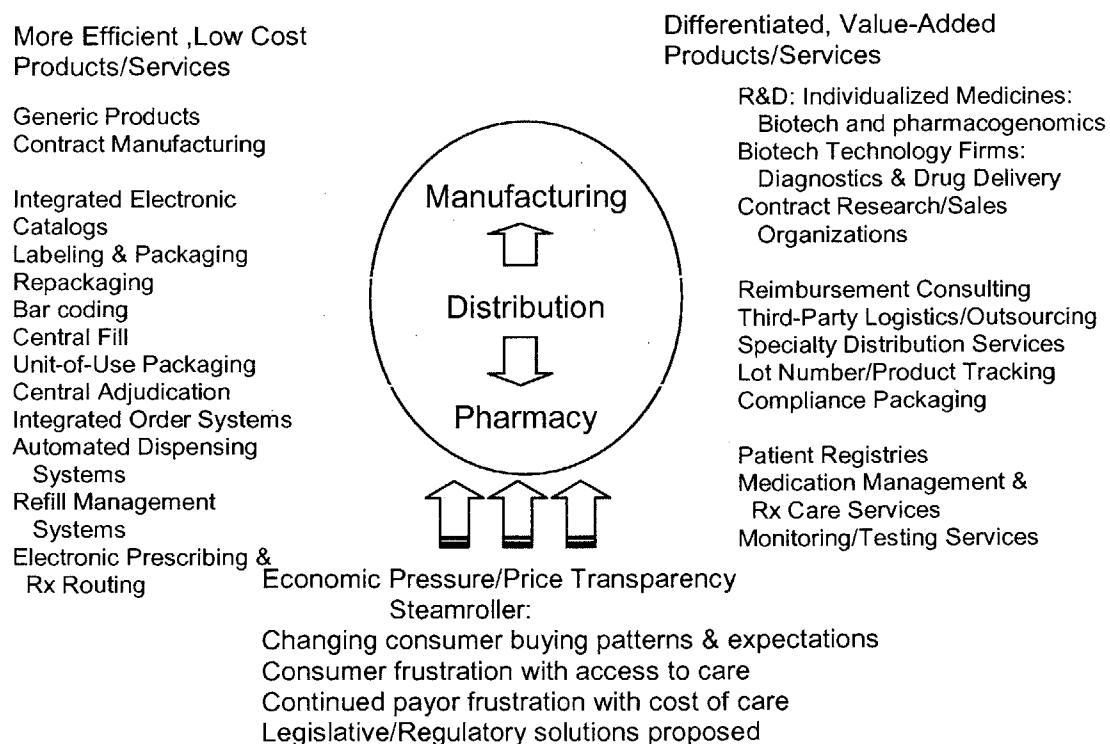 More Efficient ,Low Cost
Products/Services
Generic Products
Contract Manufacturing
Integrated Electronic
Catalogs
Labeling & Packaging
Repackaging
Bar coding
Central Fill
Unit-of-Use Packaging
Central Adjudication
Integrated Order Systems
Automated Dispensing
Systems
Refill Management
Systems
Electronic Prescribing &
Rx Routing
Manufacturing
Distribution
Pharmacy
Differentiated, Value-Added
Products/Services
R&D: Individualized Medicines:
Biotech and pharmacogenomics
Biotech Technology Firms:
Diagnostics & Drug Delivery
Contract Research/Sales
Organizations
Reimbursement Consulting
Third-Party Logistics/Outsourcing
Specialty Distribution Services
Lot Number/Product Tracking
Compliance Packaging
Patient Registries
Medication Management &
Rx Care Services
Monitoring/Testing Services
Economic Pressure/Price Transparency
Steamroller:
Changing consumer buying patterns & expectations
Consumer frustration with access to care
Continued payor frustration with cost of care
Legislative/Regulatory solutions proposed